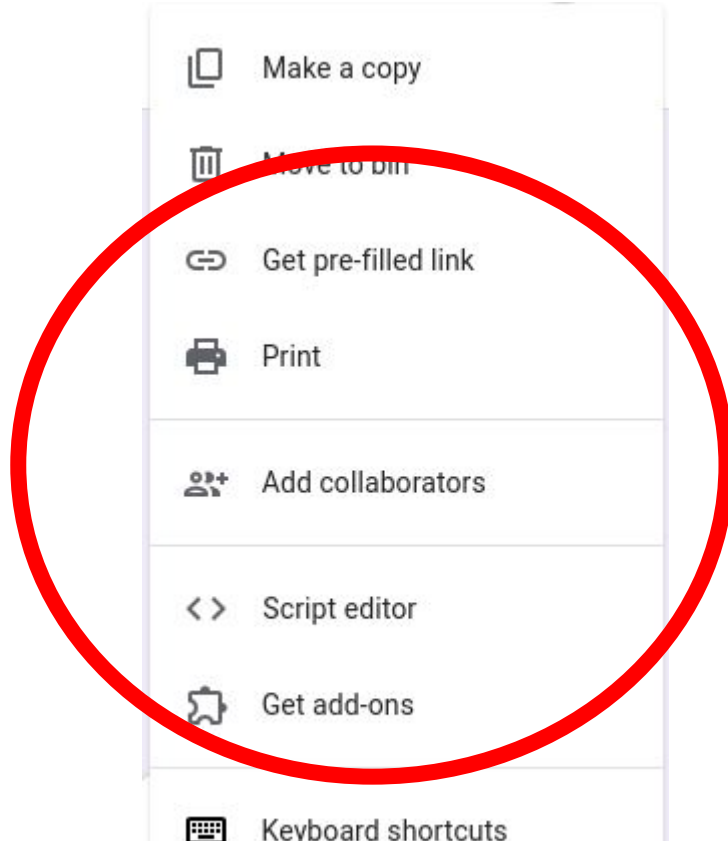 Make a copy
Move to bin
Get pre-filled link
Print
Add collaborators
Script editor
Get add-ons
Keyboard shortcuts